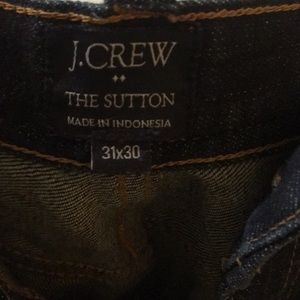 J.CREW
THE SUTTON
MADE IN INDONESIA
31x30